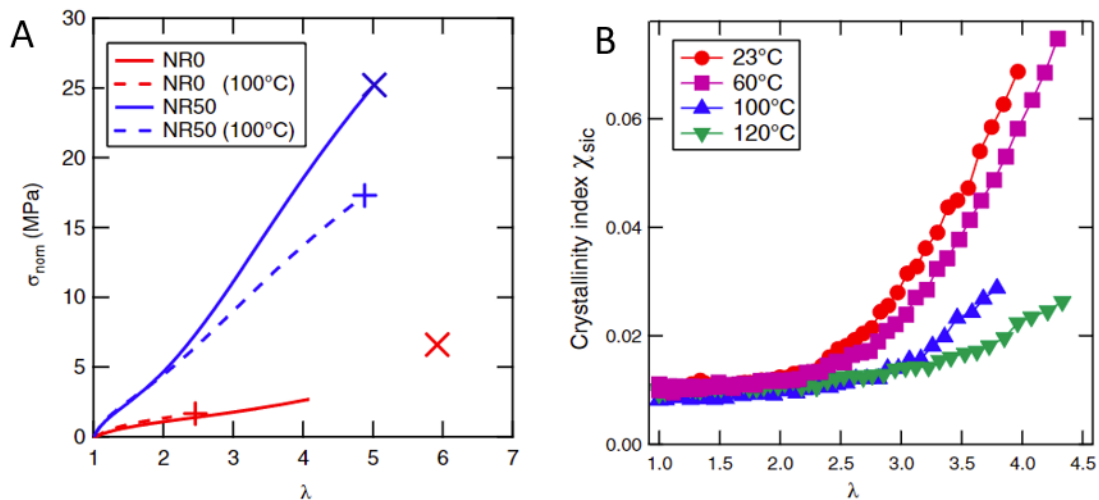 A
30
25
20
15
10
5
0
σnom (MPa)
NR0
NR0 (100°C)
NR50
NR50 (100°C)
1 2 3 4 5 6 7
λ
B
0.06
0.04
0.02
0.00
Crystallinity index χsic
23°C
60°C
100°C
120°C
1.0 1.5 2.0 2.5 3.0 3.5 4.0 4.5
λ